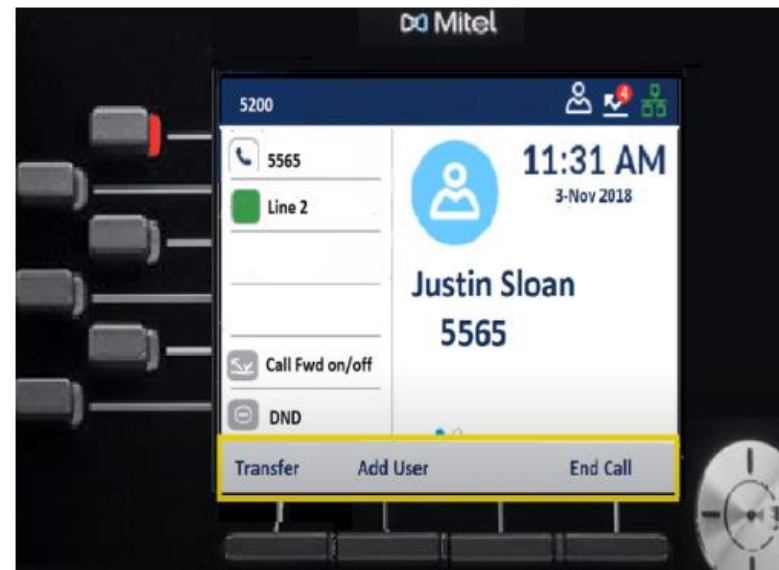 Mitel
5200
4
5565
Line 2
11:31 AM
3-Nov 2018
Justin Sloan
5565
Call Fwd on/off
DND
Transfer Add User End Call